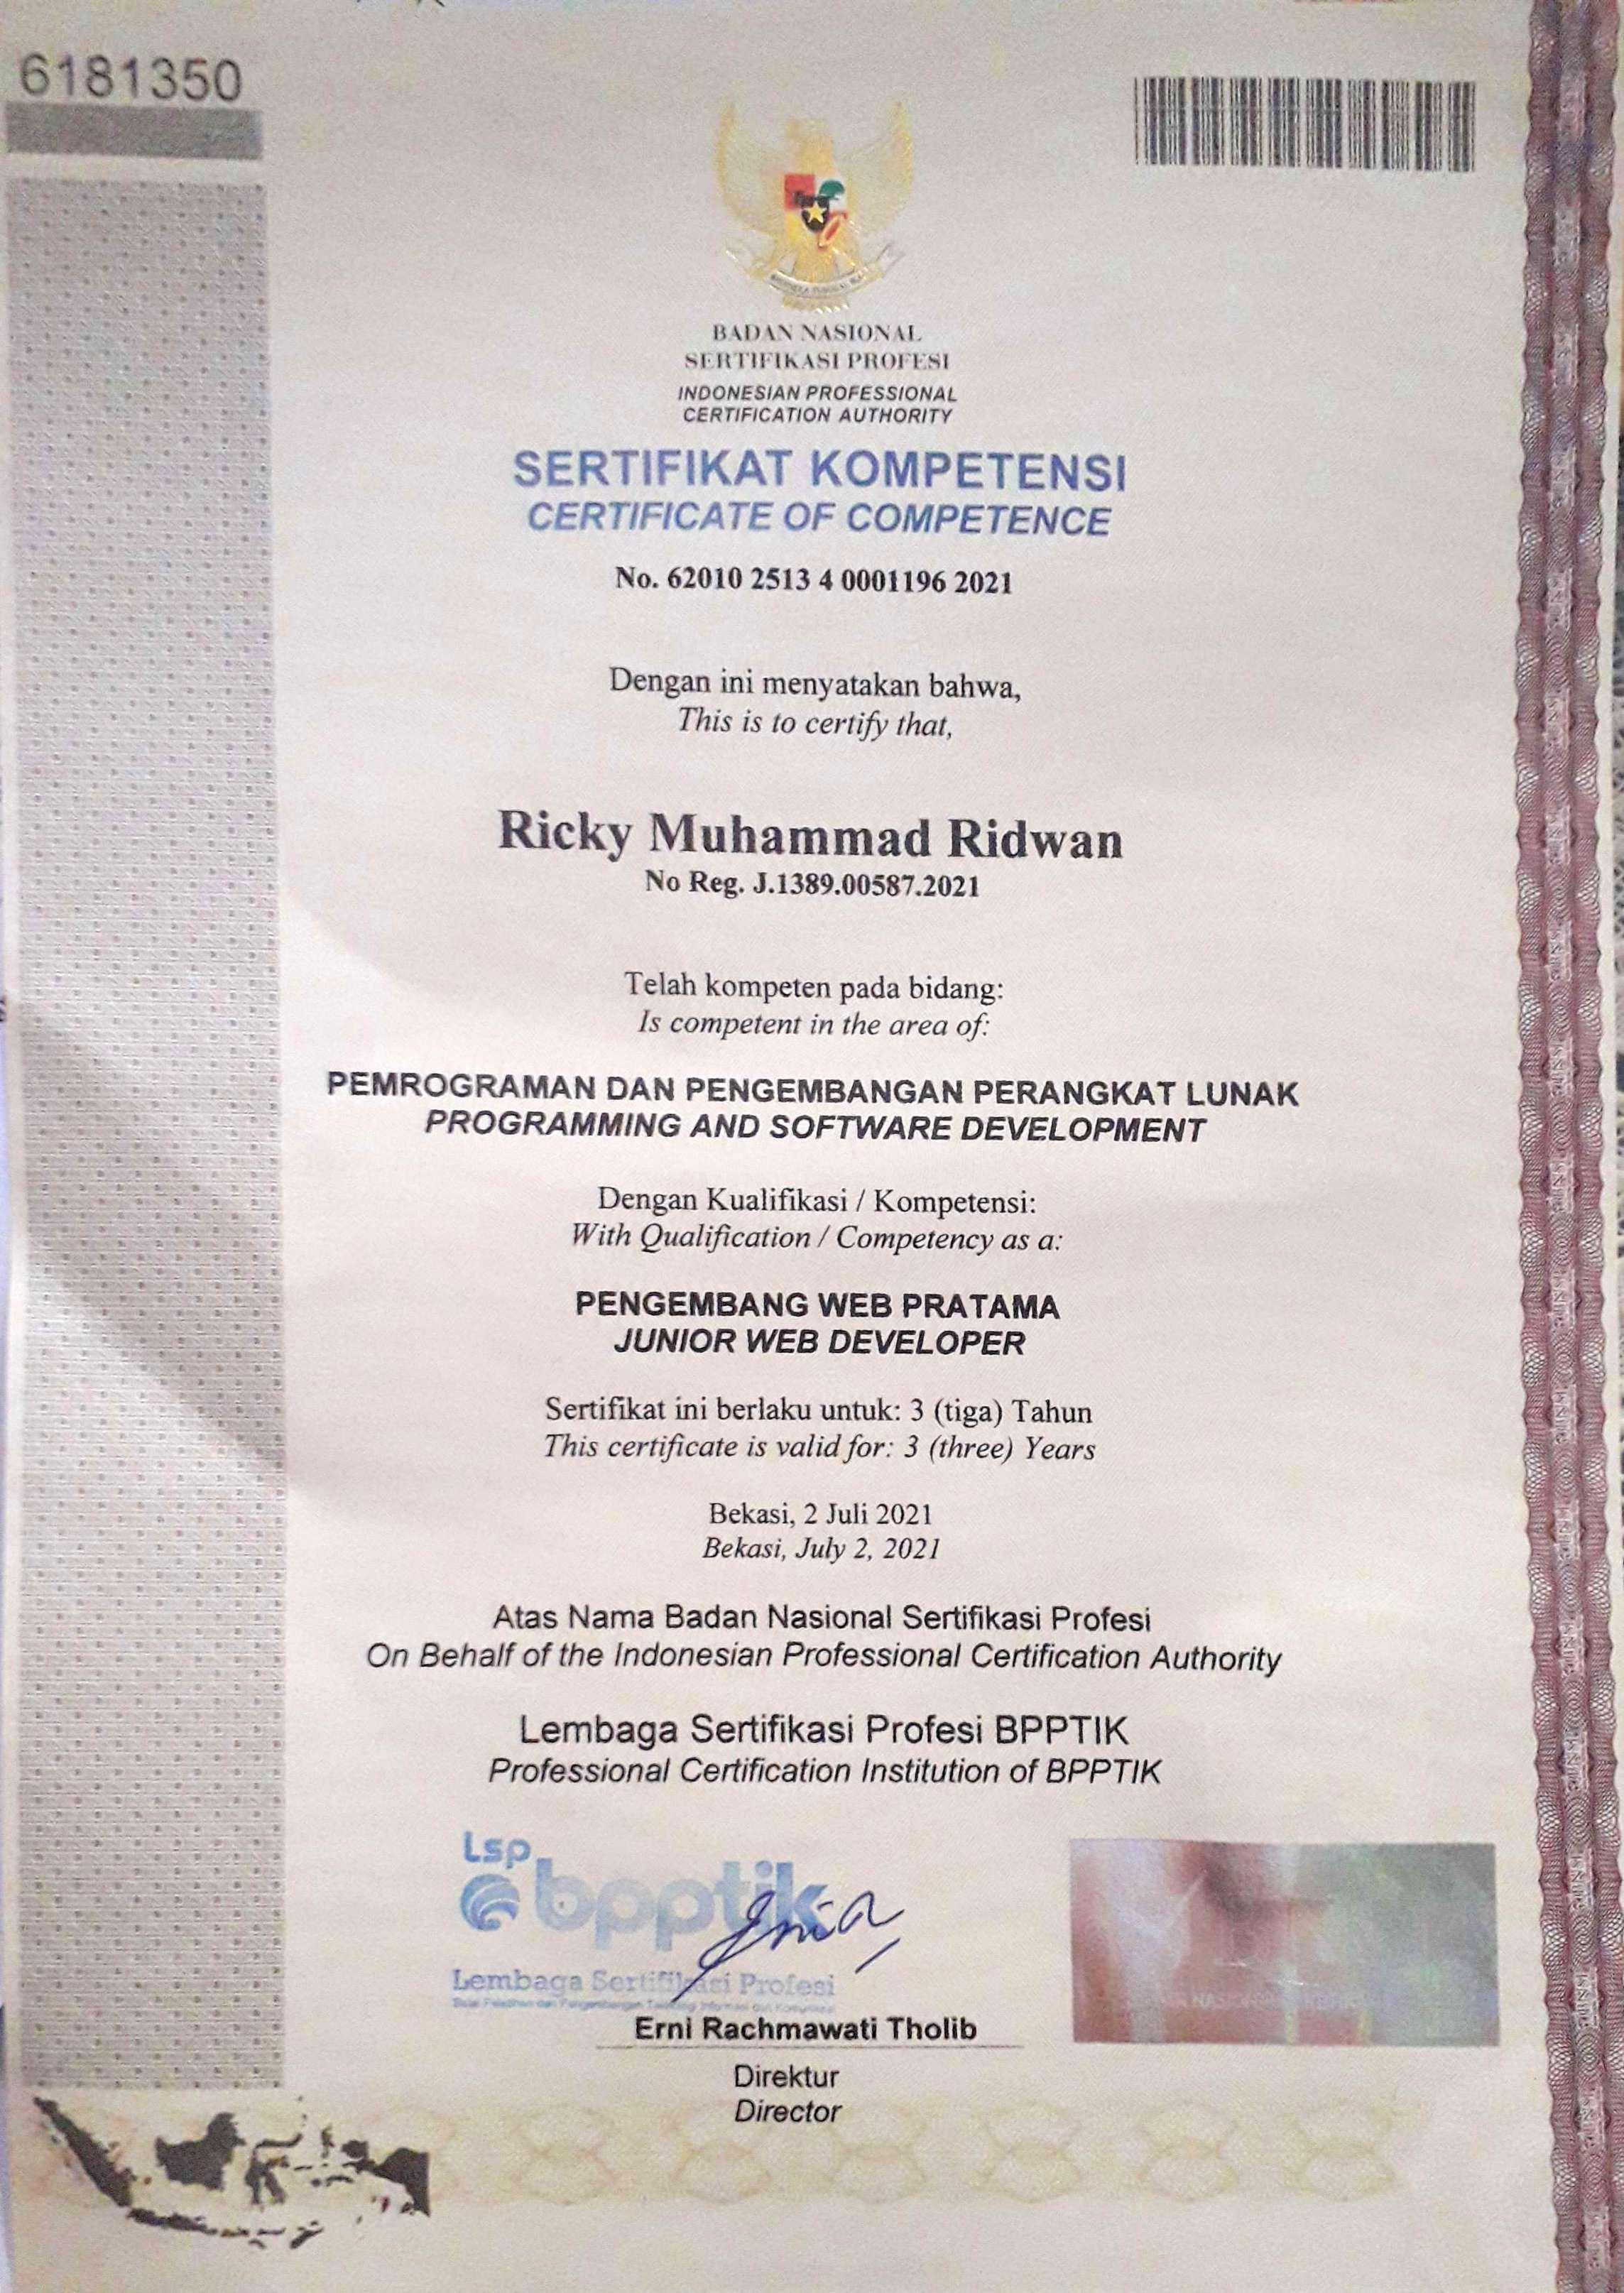 6181350
BADAN NASIONAL
SERTIFIKASI PROFESI
INDONESIAN PROFESSIONAL
CERTIFICATION AUTHORITY
SERTIFIKAT KOMPETENSI
CERTIFICATE OF COMPETENCE
No. 62010 2513 4 0001196 2021
Dengan ini menyatakan bahwa,
This is to certify that,
Ricky Muhammad Ridwan
No Reg. J.1389.00587.2021
Telah kompeten pada bidang:
Is competent in the area of:
PEMROGRAMAN DAN PENGEMBANGAN PERANGKAT LUNAK
PROGRAMMING AND SOFTWARE DEVELOPMENT
Dengan Kualifikasi / Kompetensi:
With Qualification / Competency as a:
PENGEMBANG WEB PRATAMA
JUNIOR WEB DEVELOPER
Sertifikat ini berlaku untuk: 3 (tiga) Tahun
This certificate is valid for: 3 (three) Years
Bekasi, 2 Juli 2021
Bekasi, July 2, 2021
Atas Nama Badan Nasional Sertifikasi Profesi
On Behalf of the Indonesian Professional Certification Authority
Lembaga Sertifikasi Profesi BPPTIK
Professional Certification Institution of BPPTIK
Lsp
bpptik
Lembaga Sertifikasi Profesi
Erni Rachmawati Tholib
Direktur
Director